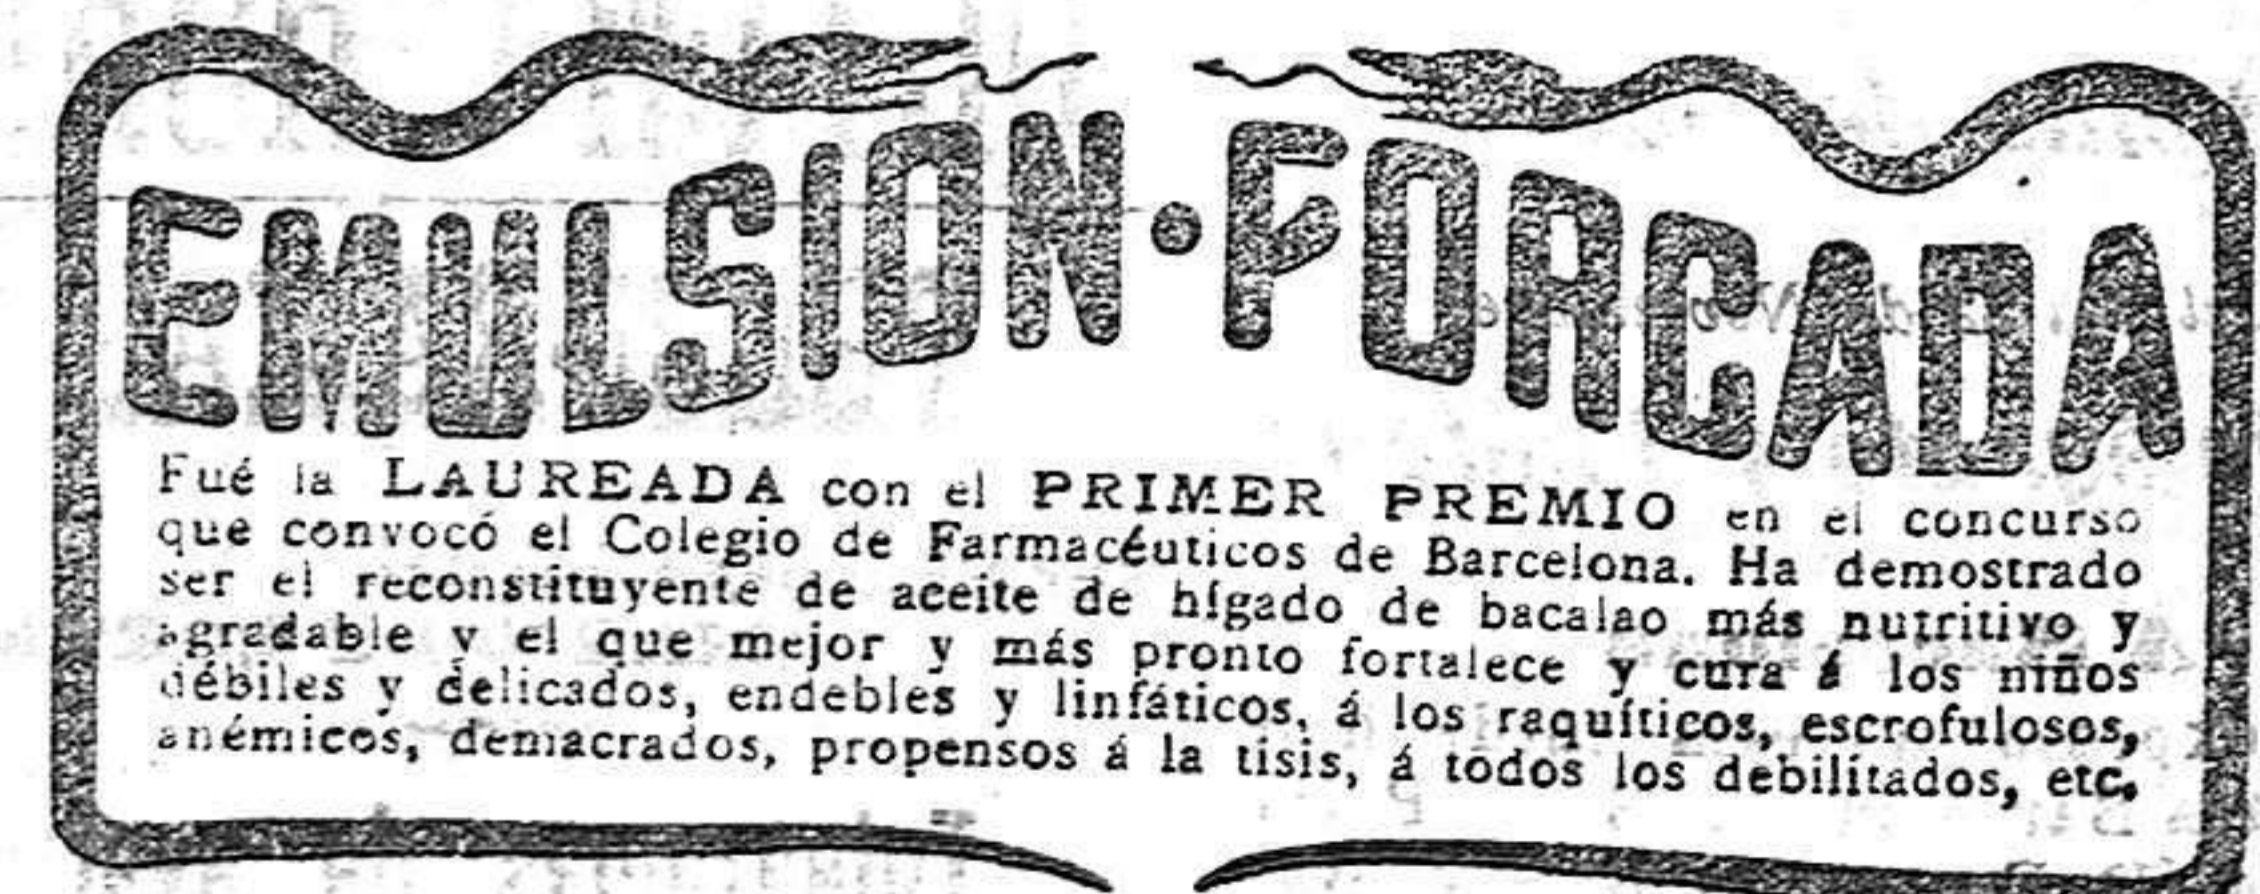 EMULSION·FORCADA
Fué la LAUREADA con el PRIMER PREMIO en el concurso
que convocó el Colegio de Farmacéuticos de Barcelona. Ha demostrado
ser el reconstituyente de aceite de hígado de bacalao más nutritivo y
agradable y el que mejor y más pronto fortalece y cura á los niños
débiles y delicados, endebles y linfáticos, á los raquíticos, escrofulosos,
anémicos, demacrados, propensos á la tisis, á todos los debilitados, etc.